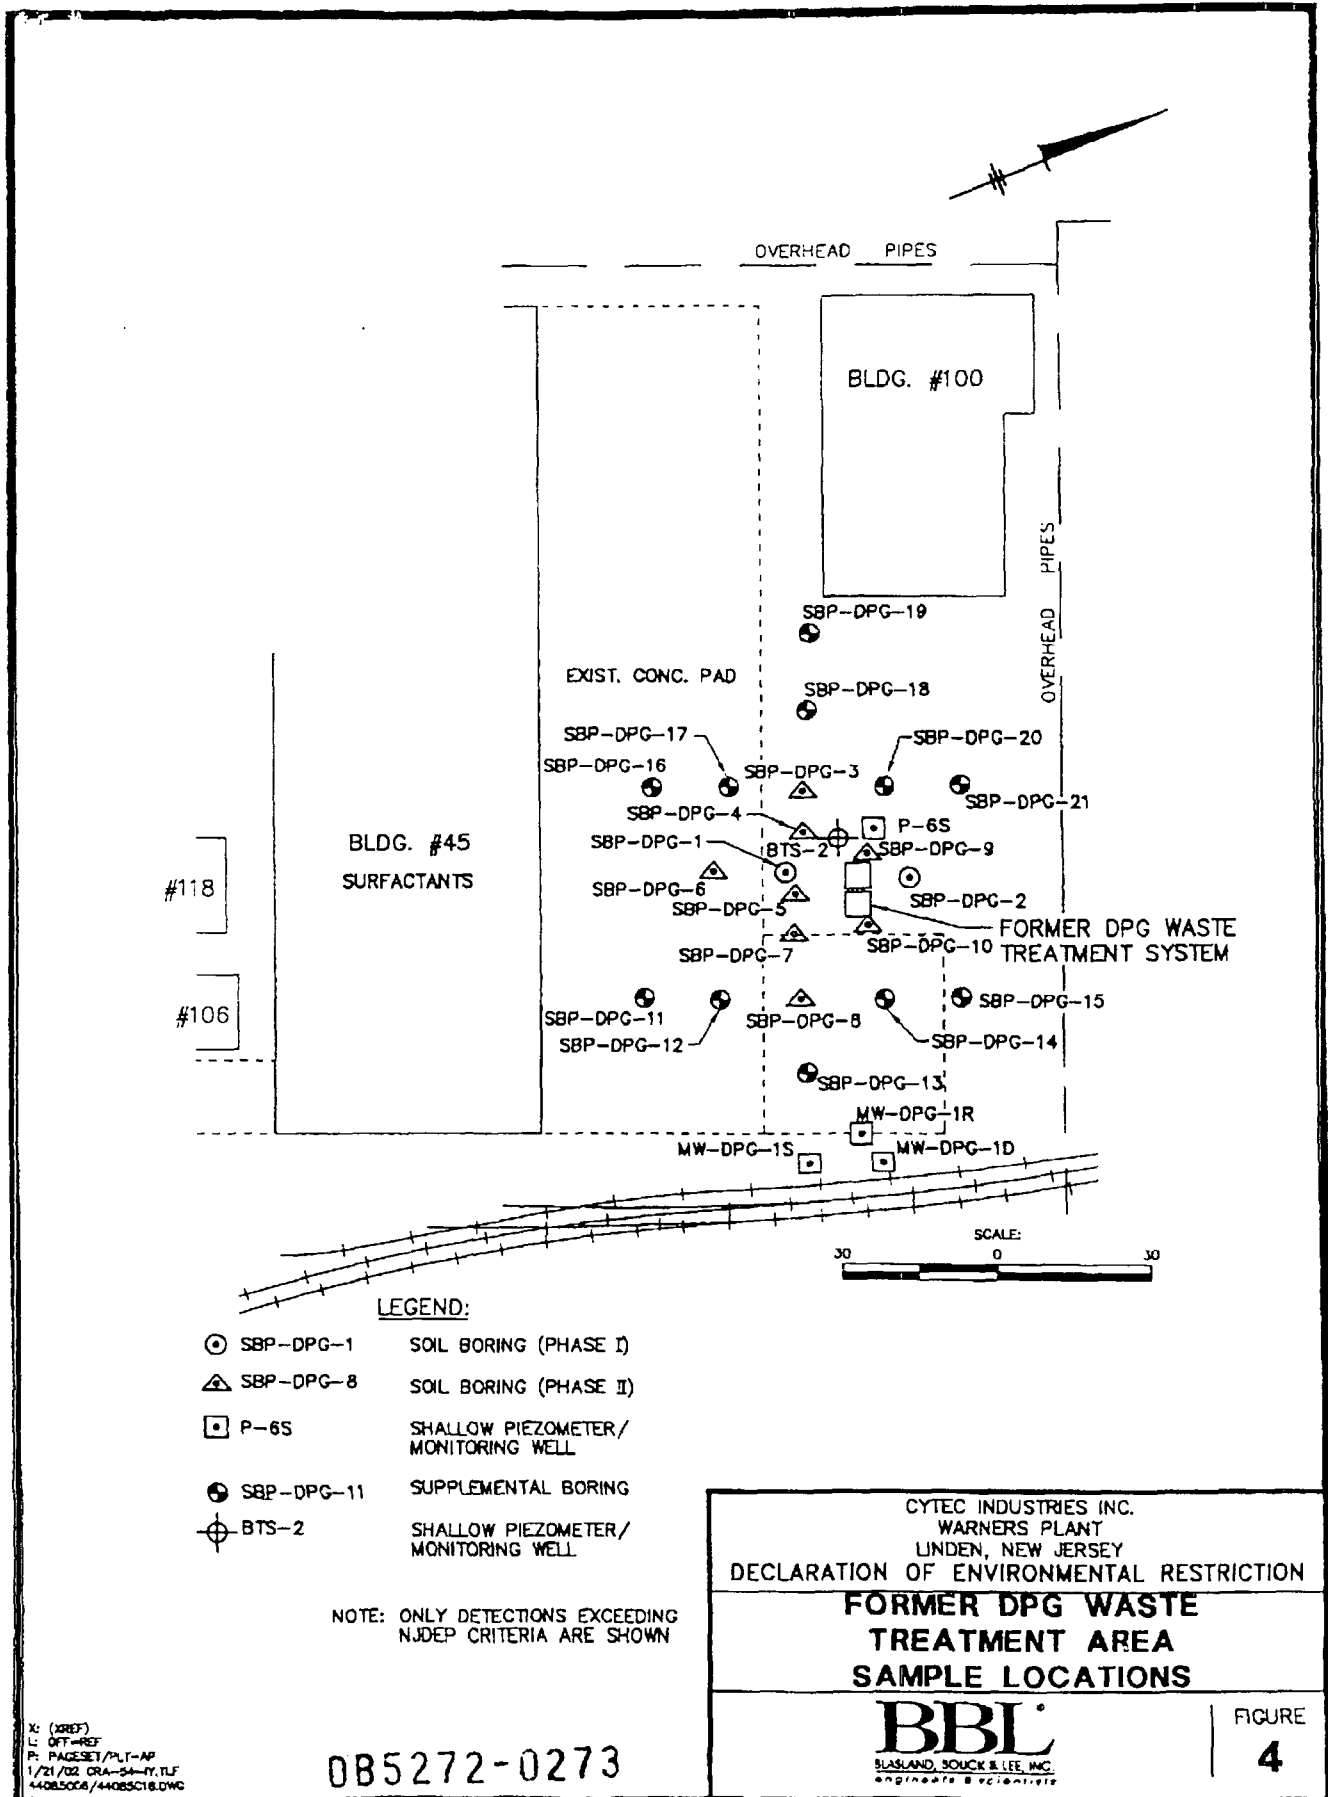 OVERHEAD PIPES
BLDG. #100
OVERHEAD PIPES
SBP-DPG-19
EXIST. CONC. PAD
SBP-DPG-18
SBP-DPG-17
SBP-DPG-20
SBP-DPG-16
SBP-DPG-3
SBP-DPG-21
SBP-DPG-4
P-6S
BLDG. #45
SURFACTANTS
SBP-DPG-1
BTS-2
SBP-DPG-9
#118
SBP-DPG-6
SBP-DPG-5
SBP-DPG-2
FORMER DPG WASTE
TREATMENT SYSTEM
SBP-DPG-7
SBP-DPG-10
#106
SBP-DPG-11
SBP-DPG-8
SBP-DPG-15
SBP-DPG-12
SBP-DPG-14
SBP-DPG-13
MW-DPG-1R
MW-DPG-1S
MW-DPG-1D
SCALE:
30 0 30
LEGEND:
SBP-DPG-1 SOIL BORING (PHASE I)
SBP-DPG-8 SOIL BORING (PHASE II)
P-6S SHALLOW PIEZOMETER/
MONITORING WELL
SBP-DPG-11 SUPPLEMENTAL BORING
BTS-2 SHALLOW PIEZOMETER/
MONITORING WELL
NOTE: ONLY DETECTIONS EXCEEDING
NJDEP CRITERIA ARE SHOWN
CYTEC INDUSTRIES INC.
WARNERS PLANT
LINDEN, NEW JERSEY
DECLARATION OF ENVIRONMENTAL RESTRICTION
FORMER DPG WASTE
TREATMENT AREA
SAMPLE LOCATIONS
BBL
BLASLAND, BOUCK & LEE, INC.
engineers & scientists
FIGURE
4
X: (XREF)
L: OFF=REF
P: PAGESET/PLT-AP
1/21/02
DB5272-0273